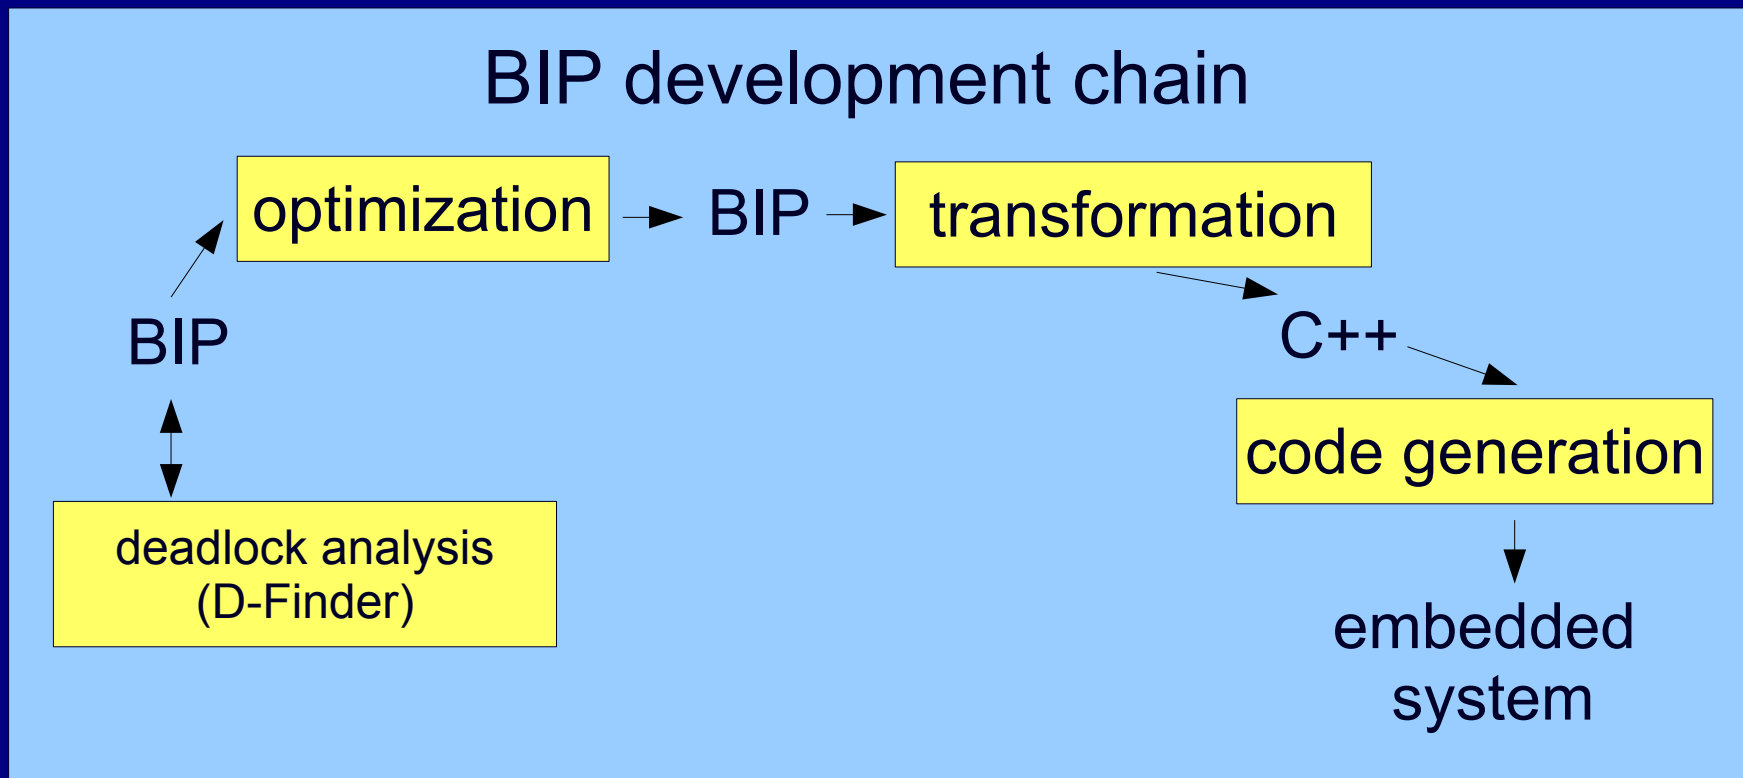 BIP development chain
optimization
BIP
transformation
BIP
C++
code generation
deadlock analysis
(D-Finder)
embedded
system